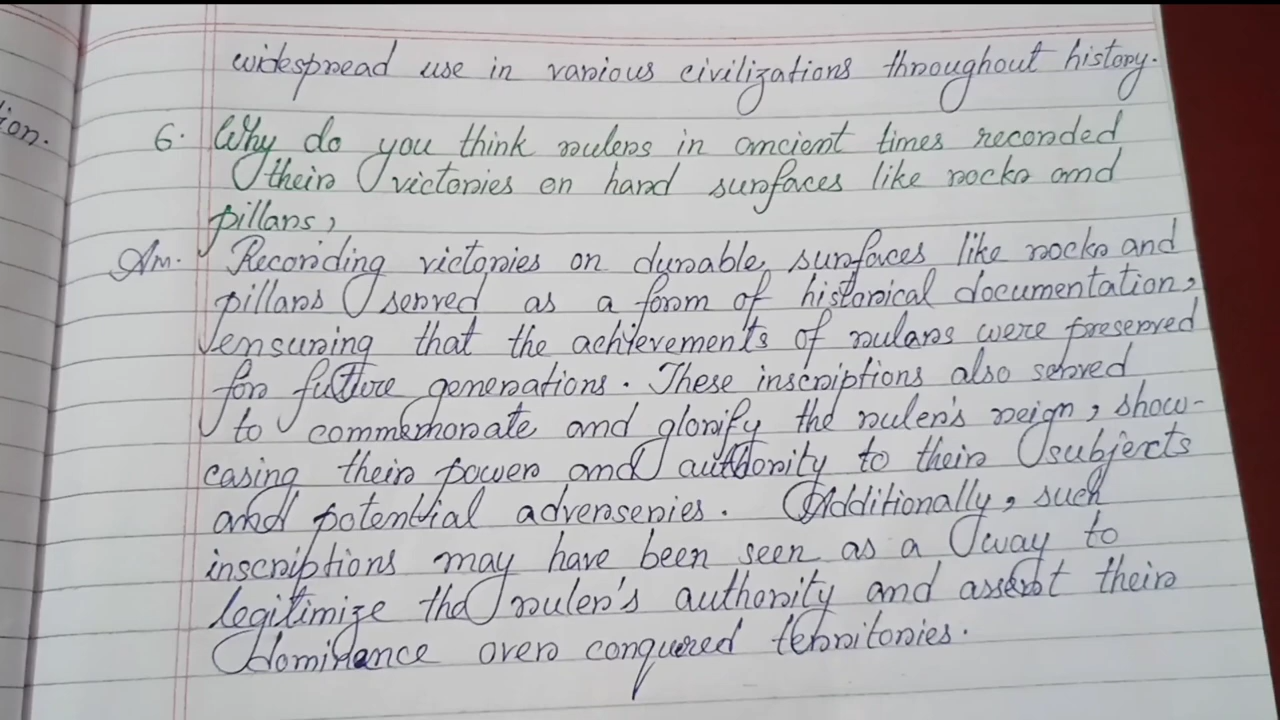 ion.
widespread use in various civilizations throughout history.
6. Why do you think rulers in ancient times recorded
their victories on hard surfaces like rocks and
pillars,
Ans. Recording victories on durable, surfaces like rocks and
pillars served as a form of historical documentation,
ensuring that the achievements of rulars were preserved
for future generations. These inscriptions also served
to commemorate and glorify the ruler's reign, show-
casing their power and authority to their subjects
and potential adverseries. Additionally, such
inscriptions may have been seen as a way to
legitimize the ruler's authority and assert their
dominance over conquered territories.